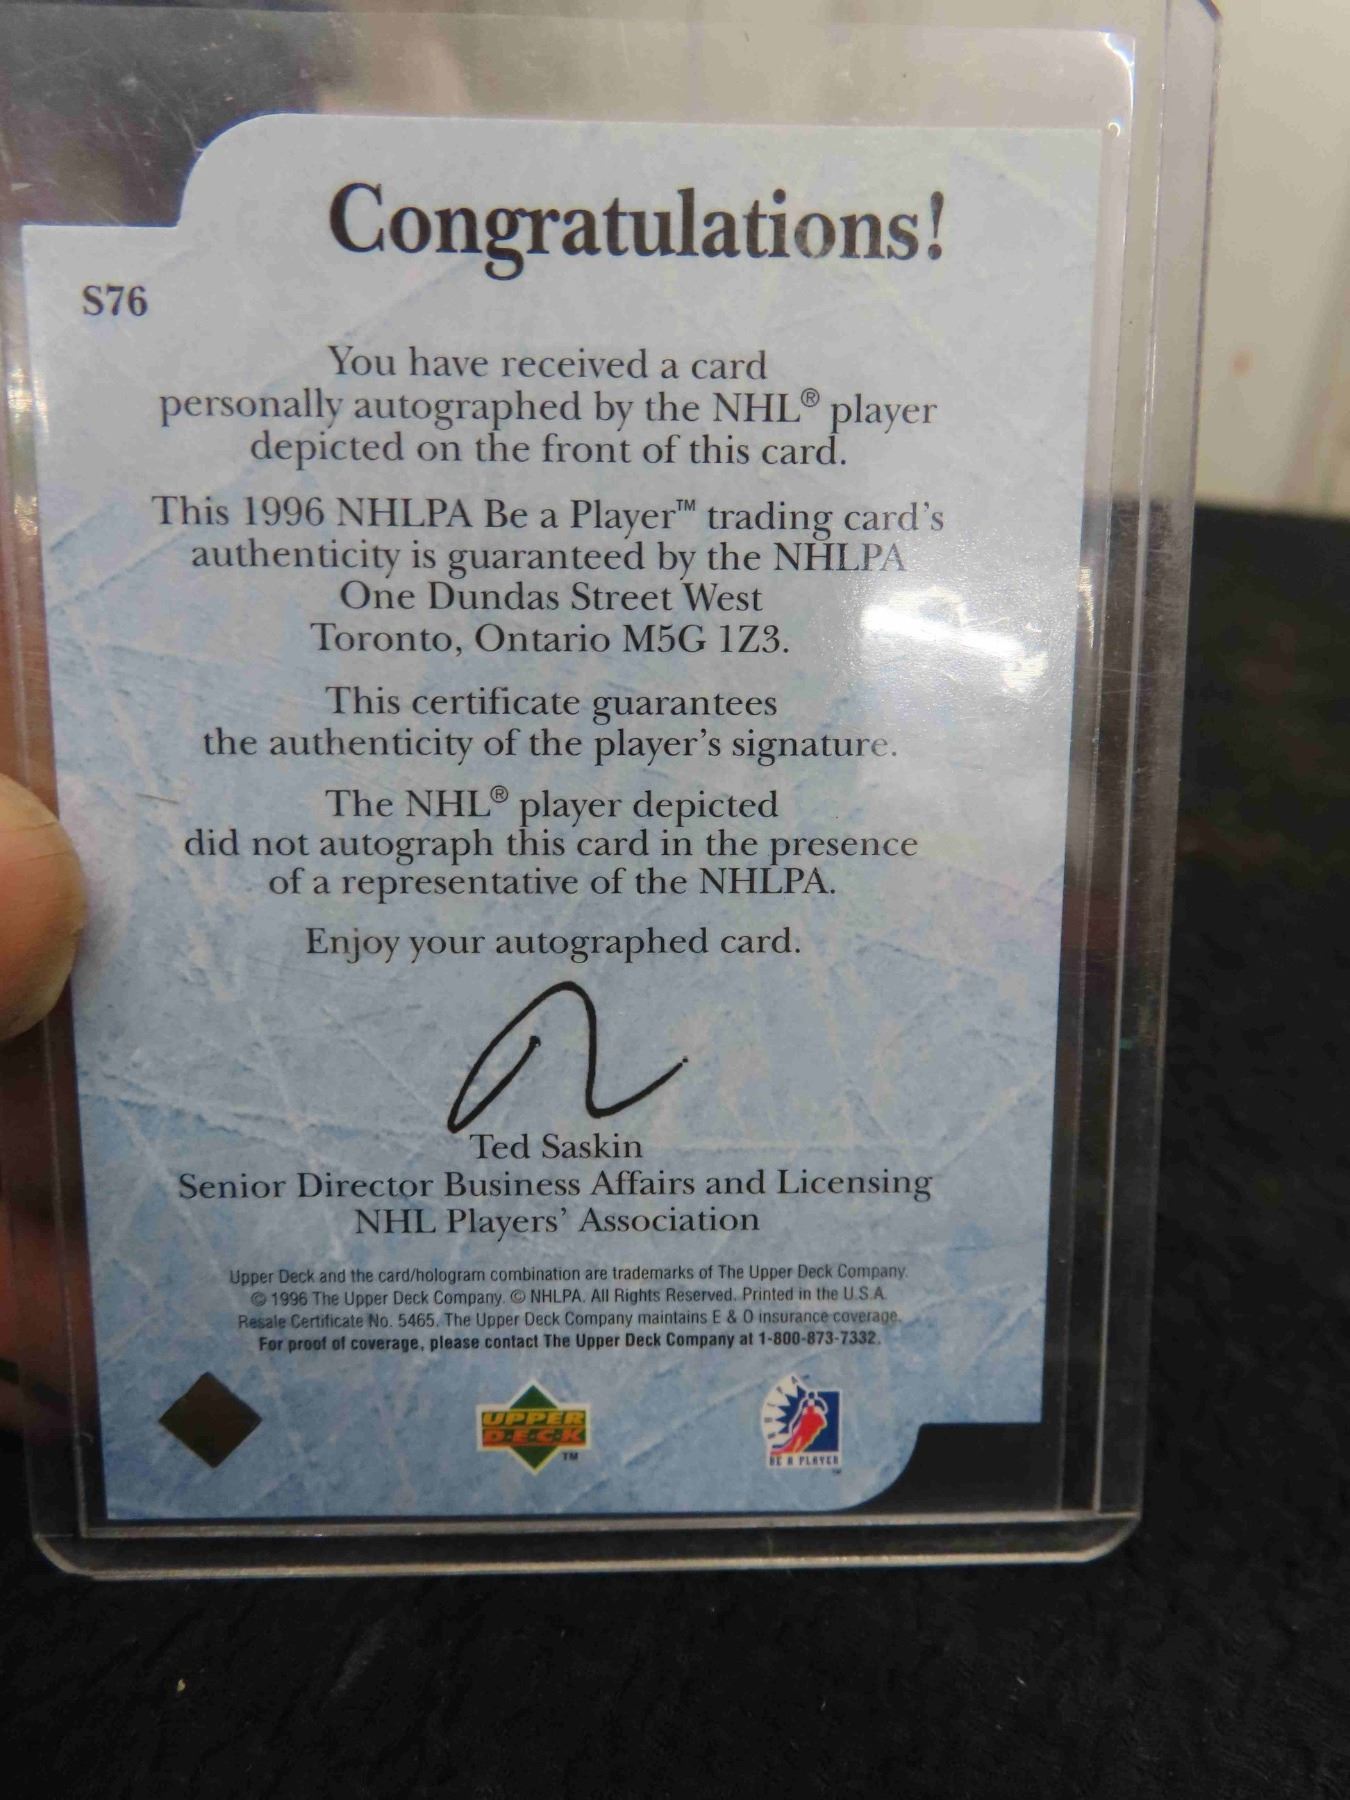 Congratulations!
S76
You have received a card
personally autographed by the NHL® player
depicted on the front of this card.
This 1996 NHLPA Be a Player™ trading card's
authenticity is guaranteed by the NHLPA
One Dundas Street West
Toronto, Ontario M5G 1Z3.
This certificate guarantees
the authenticity of the player's signature.
The NHL® player depicted
did not autograph this card in the presence
of a representative of the NHLPA.
Enjoy your autographed card.
Ted Saskin
Senior Director Business Affairs and Licensing
NHL Players' Association
Upper Deck and the card/hologram combination are trademarks of The Upper Deck Company.
© 1996 The Upper Deck Company. © NHLPA. All Rights Reserved. Printed in the U.S.A.
Resale Certificate No. 5465. The Upper Deck Company maintains E & O insurance coverage.
For proof of coverage, please contact The Upper Deck Company at 1-800-873-7332.
UPPER
D·E·C·K
TM
NHLPA
BE A PLAYER
TM